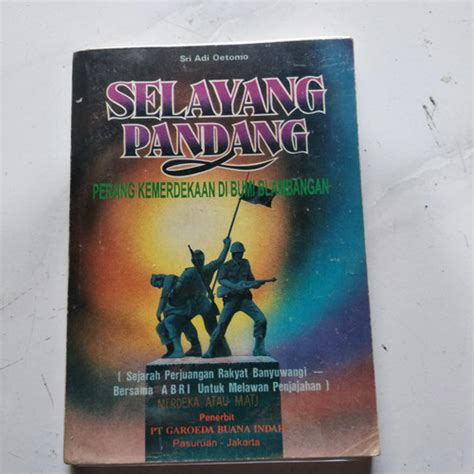 Sri Adi Oetomo
SELAYANG
PANDANG
PERANG KEMERDEKAAN DI BUMI BLAMBANGAN
( Sejarah Perjuangan Rakyat Banyuwangi —
Bersama ABRI Untuk Melawan Penjajahan )
MERDEKA ATAU MATI
Penerbit
PT GAROEDA BUANA INDAH
Pasuruan - Jakarta